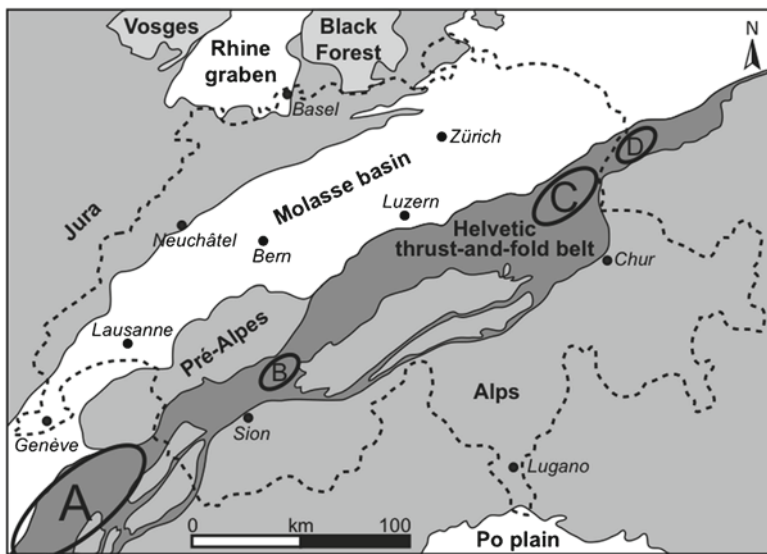 Vosges
Black
Forest
Rhine
graben
N
Basel
Zürich
D
Molasse basin
C
Luzern
Jura
Neuchâtel
Bern
Helvetic
thrust-and-fold belt
Chur
Lausanne
Pré-Alpes
B
Alps
Genève
Sion
Lugano
A
0
km
100
Po plain